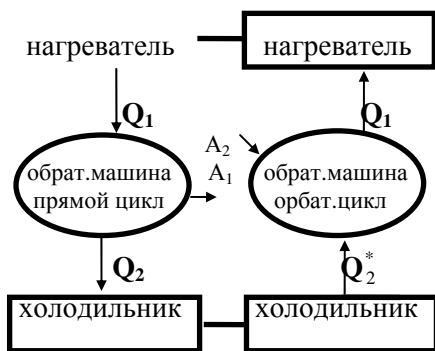 нагреватель
нагреватель
Q₁
Q₁
A₂
A₁
обрат.машина
прямой цикл
обрат.машина
орбат.цикл
Q₂
Q₂*
холодильник
холодильник